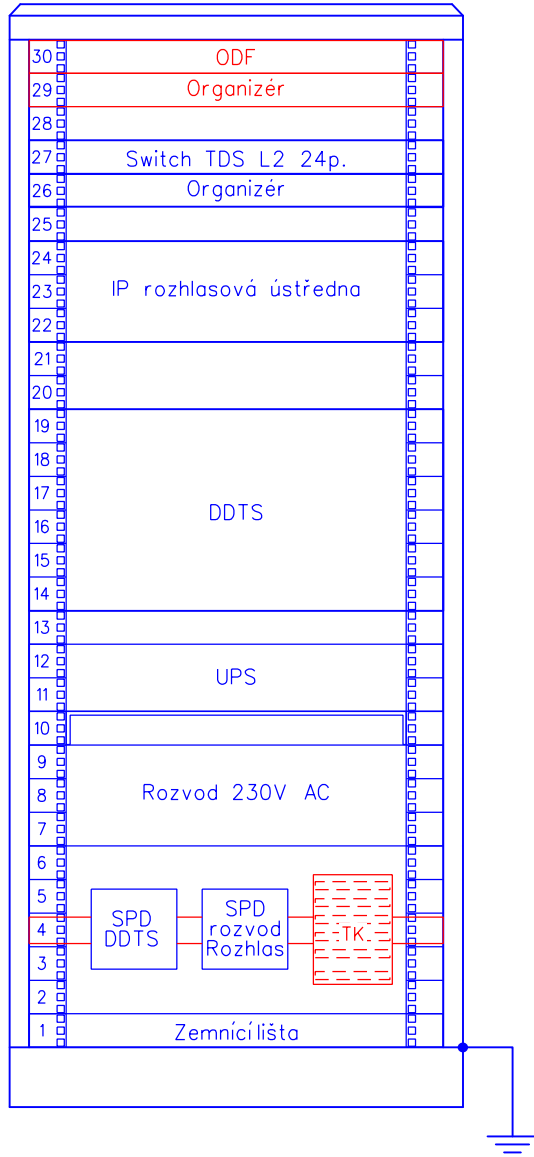 30 ODF
29 Organizér
28
27 Switch TDS L2 24p.
26 Organizér
25
24
23 IP rozhlasová ústředna
22
21
20
19
18
17
16 DDTS
15
14
13
12
11 UPS
10
9
8 Rozvod 230V AC
7
6
5
SPD SPD
4 DDTS rozvod TK
Rozhlas
3
2
1 Zemnící lišta